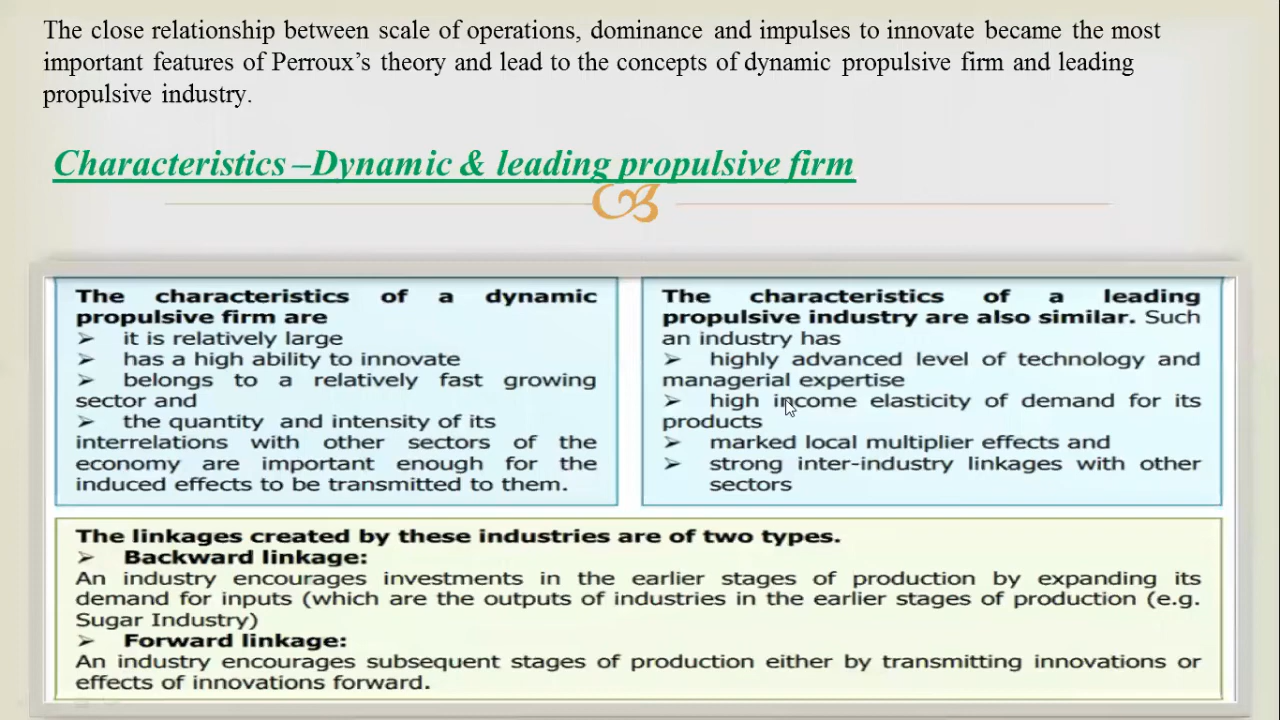 The close relationship between scale of operations, dominance and impulses to innovate became the most
important features of Perroux’s theory and lead to the concepts of dynamic propulsive firm and leading
propulsive industry.
Characteristics –Dynamic & leading propulsive firm
The characteristics of a dynamic
propulsive firm are
➢ it is relatively large
➢ has a high ability to innovate
➢ belongs to a relatively fast growing
sector and
➢ the quantity and intensity of its
interrelations with other sectors of the
economy are important enough for the
induced effects to be transmitted to them.
The characteristics of a leading
propulsive industry are also similar. Such
an industry has
➢ highly advanced level of technology and
managerial expertise
➢ high income elasticity of demand for its
products
➢ marked local multiplier effects and
➢ strong inter-industry linkages with other
sectors
The linkages created by these industries are of two types.
➢ Backward linkage:
An industry encourages investments in the earlier stages of production by expanding its
demand for inputs (which are the outputs of industries in the earlier stages of production (e.g.
Sugar Industry)
➢ Forward linkage:
An industry encourages subsequent stages of production either by transmitting innovations or
effects of innovations forward.